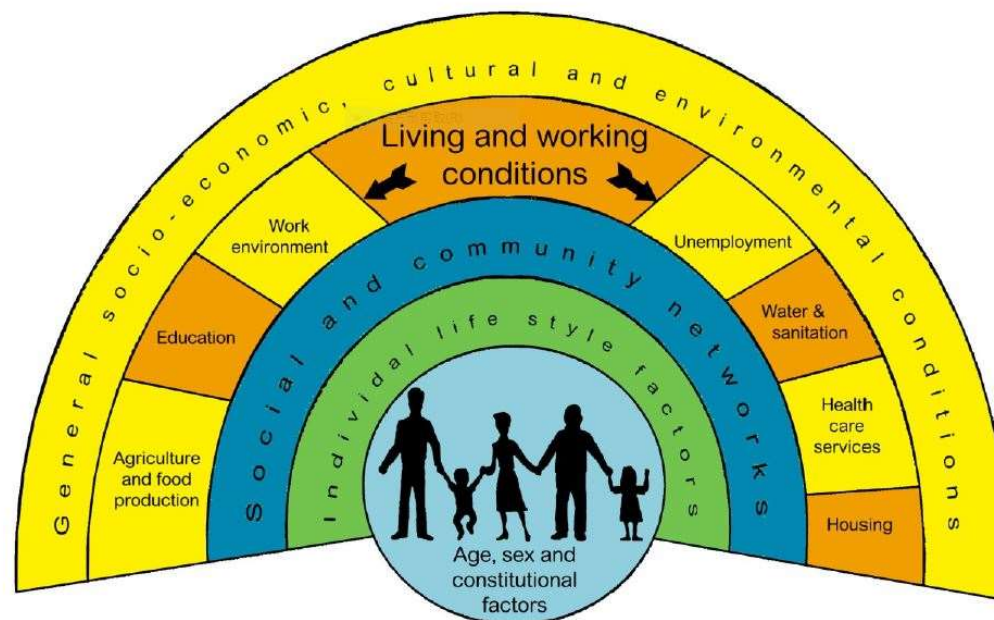 General socio-economic, cultural and environmental conditions
Living and working
conditions
Work
environment
Unemployment
Education
Water &
sanitation
Agriculture
and food
production
Health
care
services
Housing
Social and community networks
Individal life style factors
Age, sex and
constitutional
factors